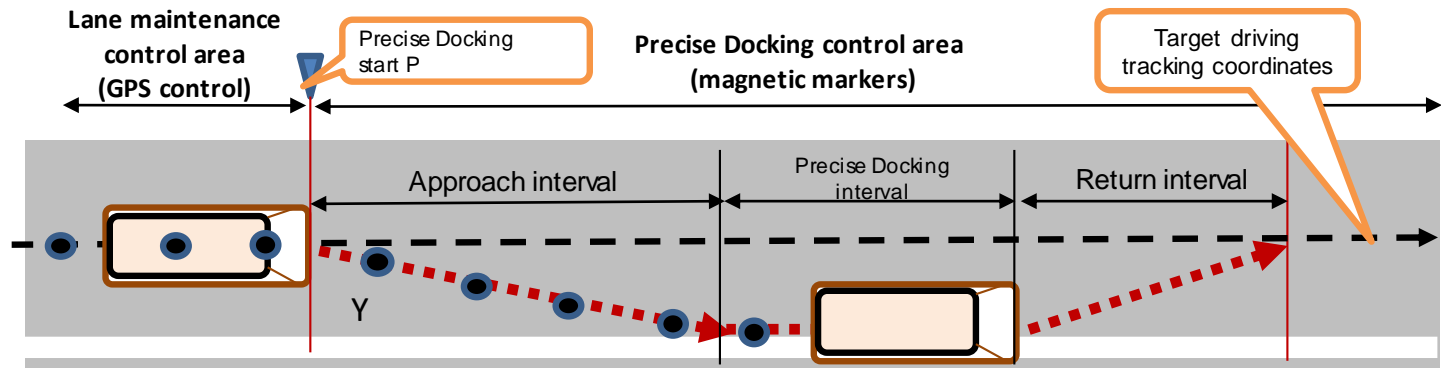 Lane maintenance
control area
(GPS control)
Precise Docking
start P
Precise Docking control area
(magnetic markers)
Target driving
tracking coordinates
Approach interval
Precise Docking
interval
Return interval
Y